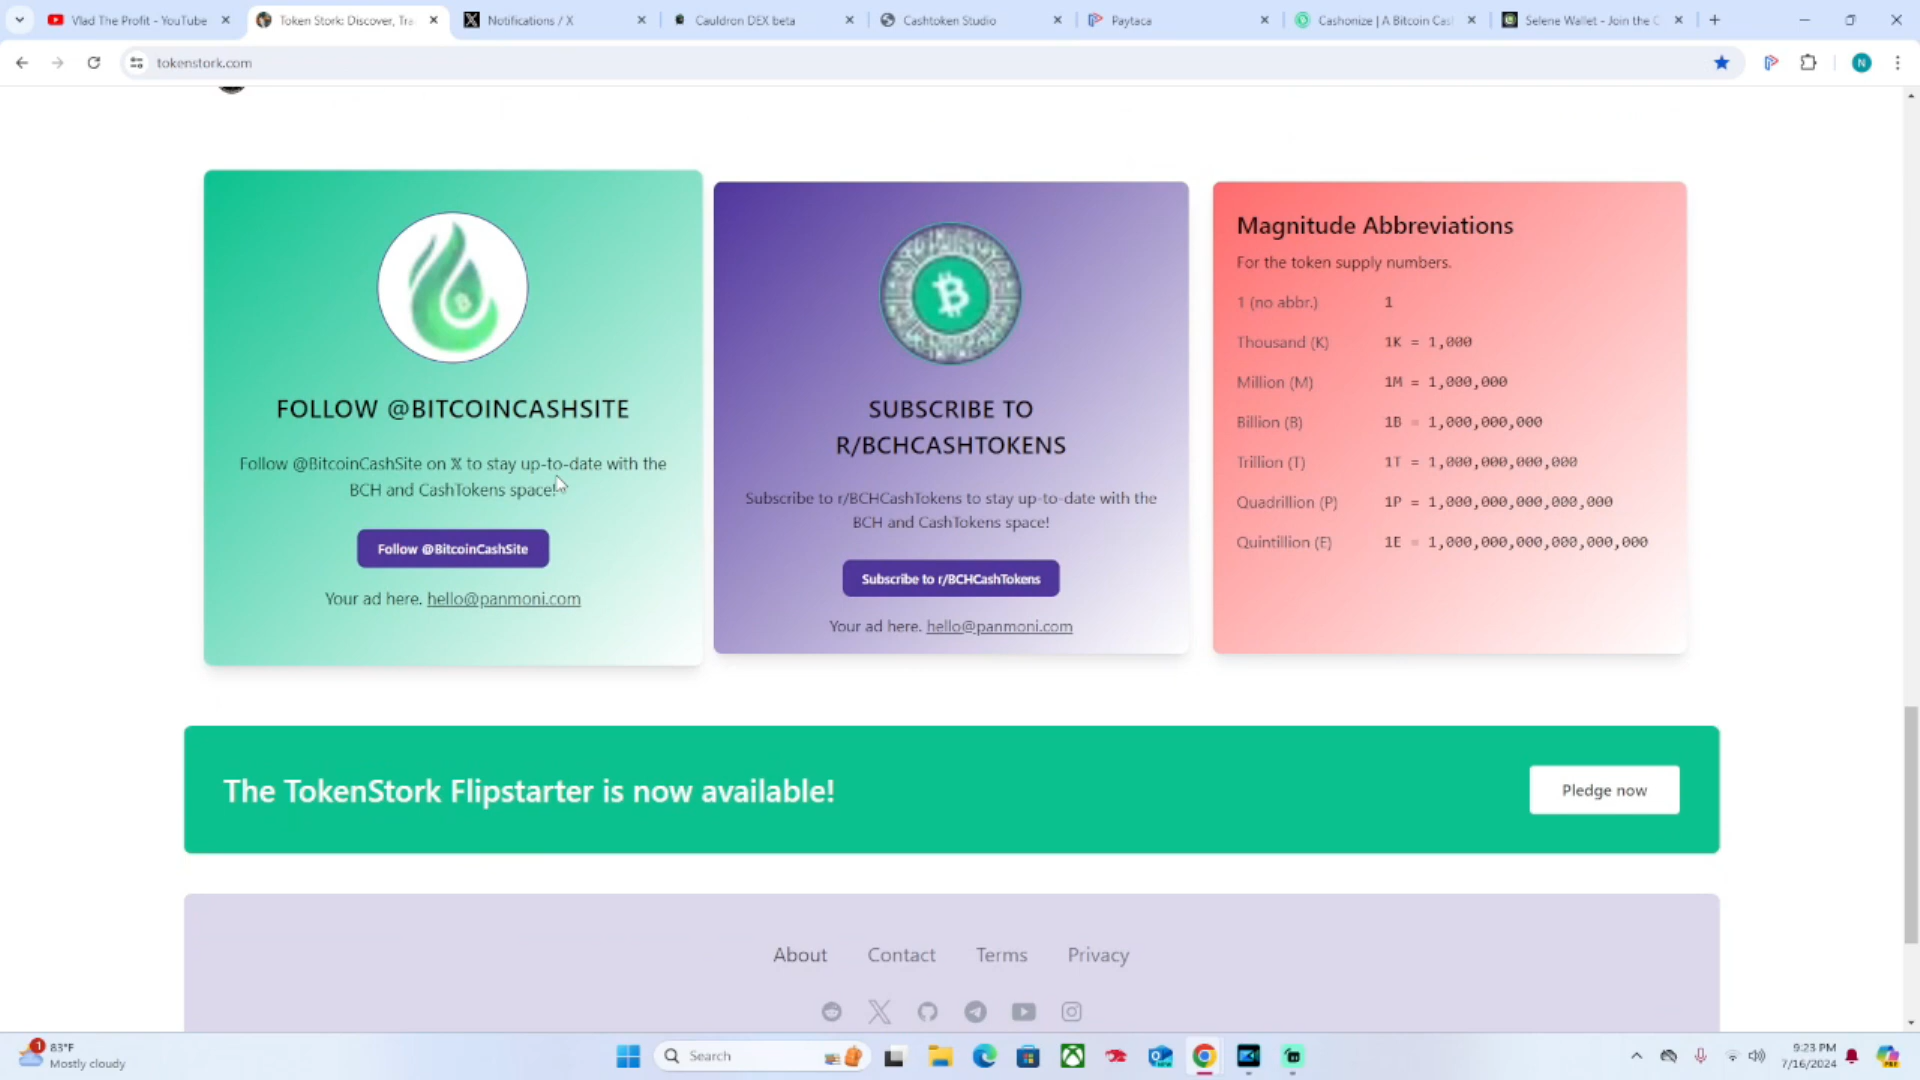 Vlad The Profit - YouTube
Token Stork: Discover, Tra
Notifications / X
Cauldron DEX beta
Cashtoken Studio
Paytaca
Cashonize | A Bitcoin Cas
Selene Wallet - Join the C
tokenstork.com
N
FOLLOW @BITCOINCASHSITE
Follow @BitcoinCashSite on X to stay up-to-date with the
BCH and CashTokens space!
Follow @BitcoinCashSite
Your ad here. hello@panmoni.com
SUBSCRIBE TO
R/BCHCASHTOKENS
Subscribe to r/BCHCashTokens to stay up-to-date with the
BCH and CashTokens space!
Subscribe to r/BCHCashTokens
Your ad here. hello@panmoni.com
Magnitude Abbreviations
For the token supply numbers.
1 (no abbr.) 1
Thousand (K) 1K = 1,000
Million (M) 1M = 1,000,000
Billion (B) 1B = 1,000,000,000
Trillion (T) 1T = 1,000,000,000,000
Quadrillion (P) 1P = 1,000,000,000,000,000
Quintillion (E) 1E = 1,000,000,000,000,000,000
The TokenStork Flipstarter is now available!
Pledge now
About Contact Terms Privacy
1
83°F
Mostly cloudy
Search
9:23 PM
7/16/2024